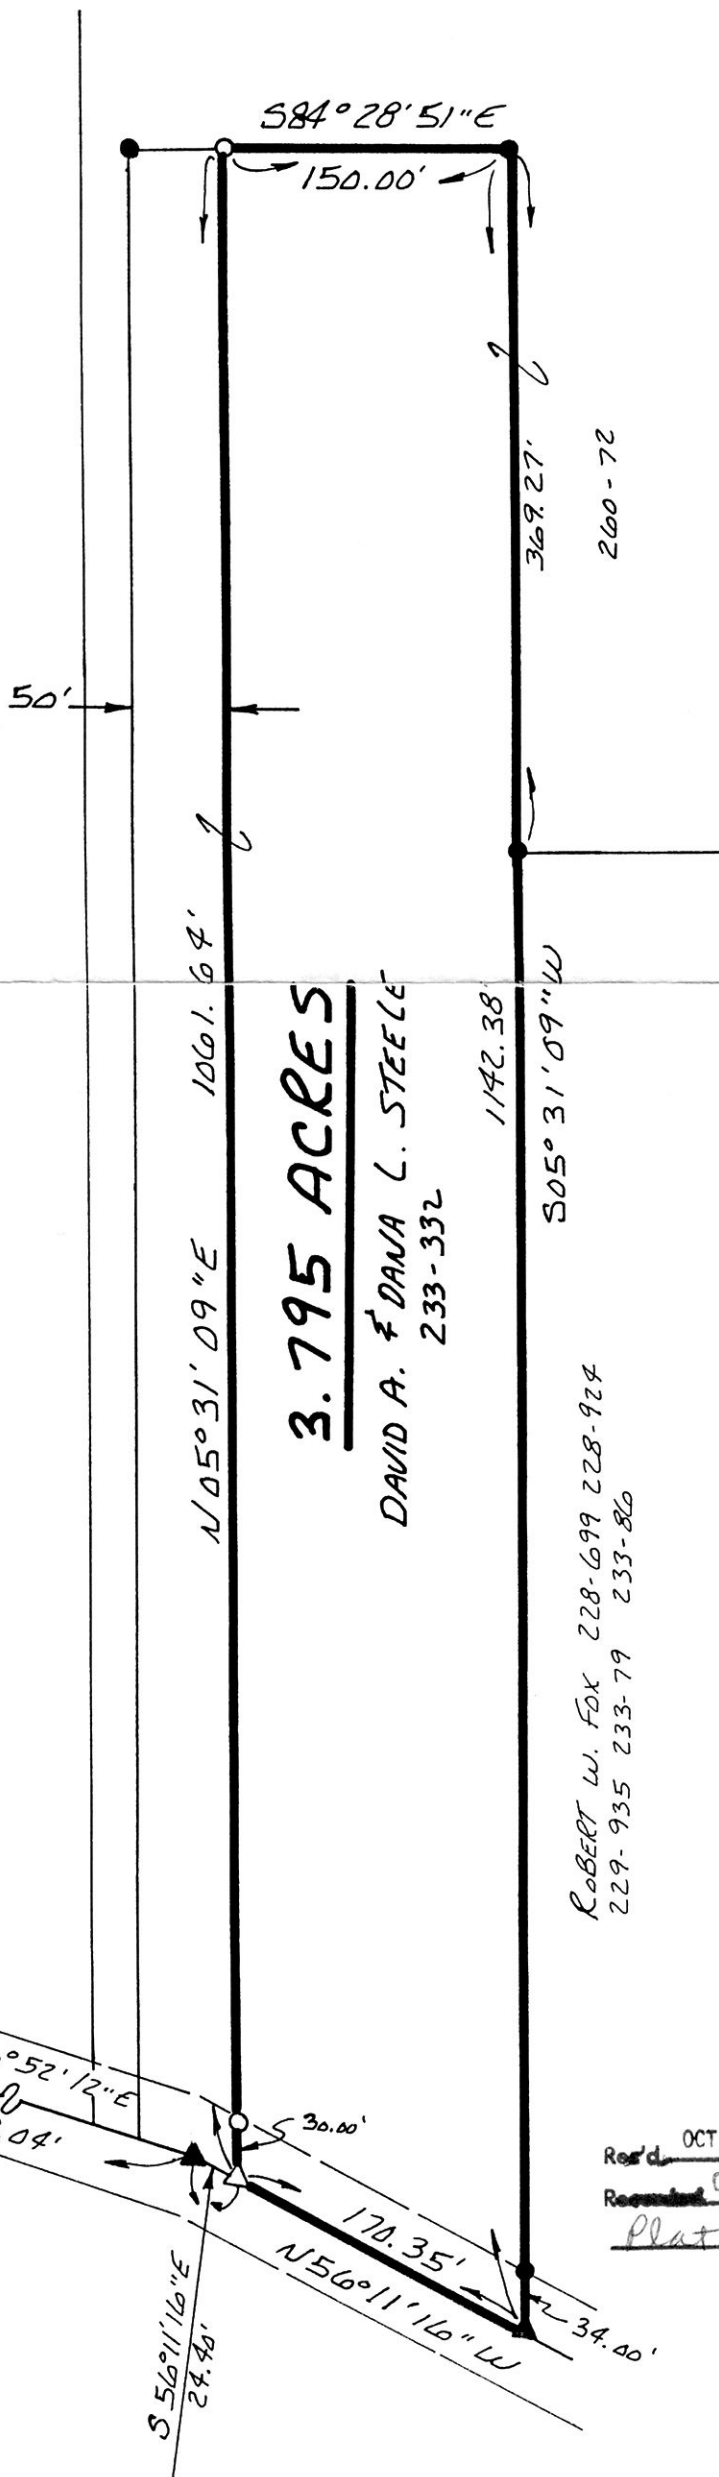 S84°28'51"E
150.00'
369.27'
260-72
50'
1061.64'
N05°31'09"E
3.795 ACRES
DAVID A. & DANA L. STEELE
233-332
1142.38'
S05°31'09"W
ROBERT W. FOX 228-699 228-924
229-935 233-79 233-86
°52'12"E
.04'
30.00'
170.35'
N56°11'16"W
34.00'
S56°11'16"E
24.40'
Rec'd OCT
Recorded
Plat